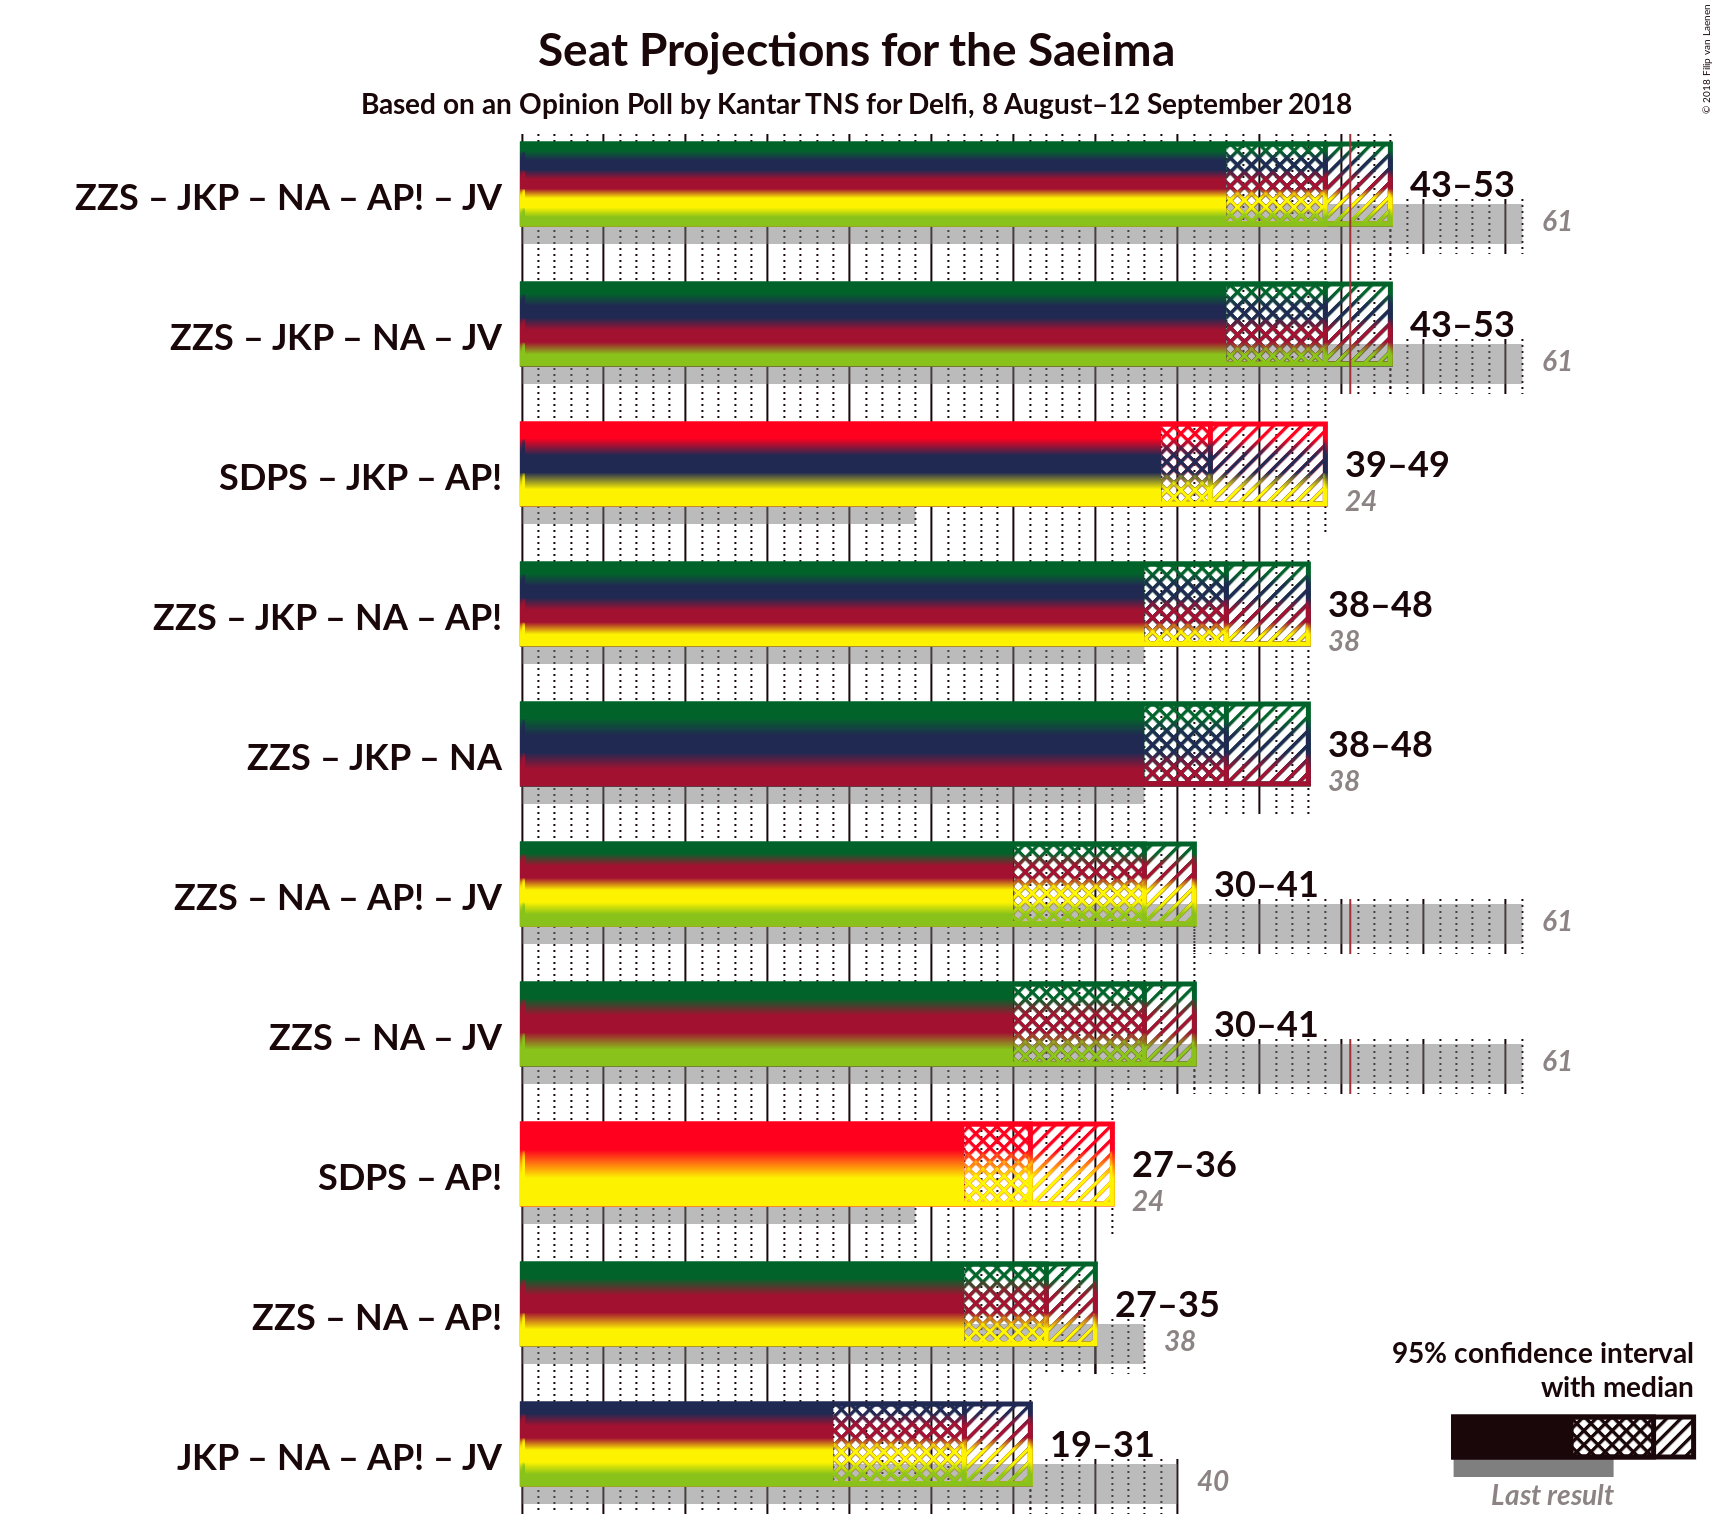 Seat Projections for the Saeima
Based on an Opinion Poll by Kantar TNS for Delfi, 8 August–12 September 2018
© 2018 Filip van Laenen
ZZS – JKP – NA – AP! – JV
43–53
61
ZZS – JKP – NA – JV
43–53
61
SDPS – JKP – AP!
39–49
24
ZZS – JKP – NA – AP!
38–48
38
ZZS – JKP – NA
38–48
38
ZZS – NA – AP! – JV
30–41
61
ZZS – NA – JV
30–41
61
SDPS – AP!
27–36
24
ZZS – NA – AP!
27–35
38
JKP – NA – AP! – JV
19–31
40
95% confidence interval
with median
Last result